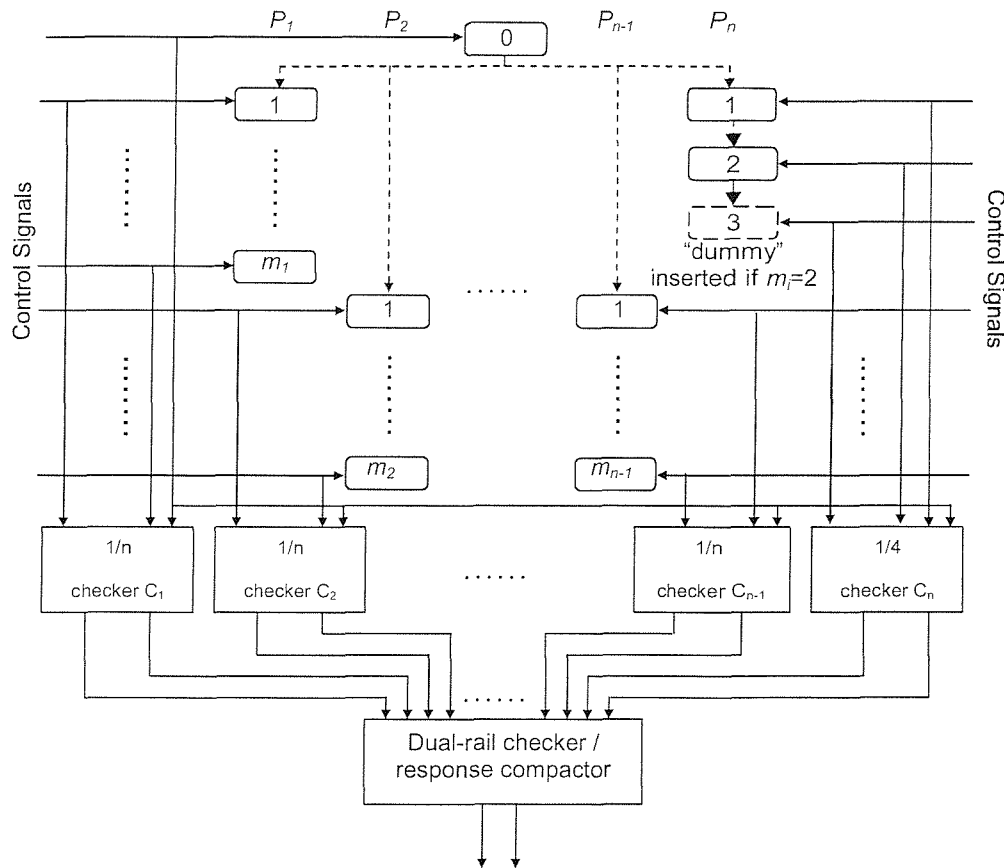 P1 P2 Pn-1 Pn
0
1 1
2
3
"dummy"
inserted if mi=2
m1
1 ...... 1
m2 mn-1
Control Signals
Control Signals
1/n 1/n 1/n 1/4
checker C1 checker C2 ...... checker Cn-1 checker Cn
......
Dual-rail checker /
response compactor